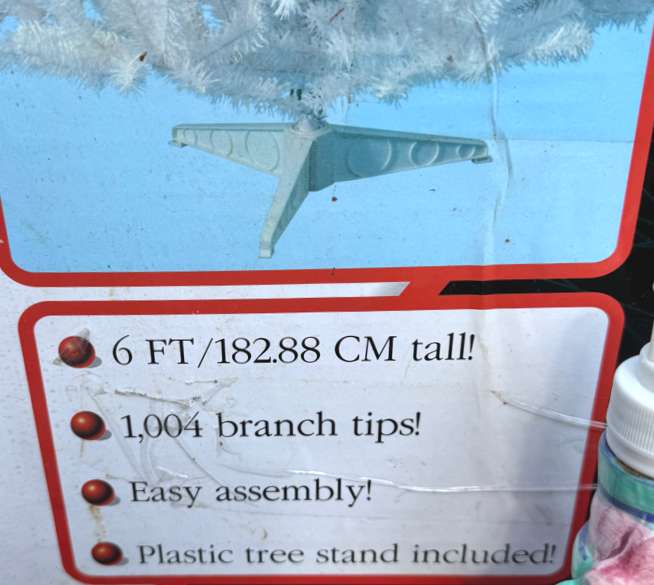 6 FT/182.88 CM tall!
1,004 branch tips!
Easy assembly!
Plastic tree stand included!